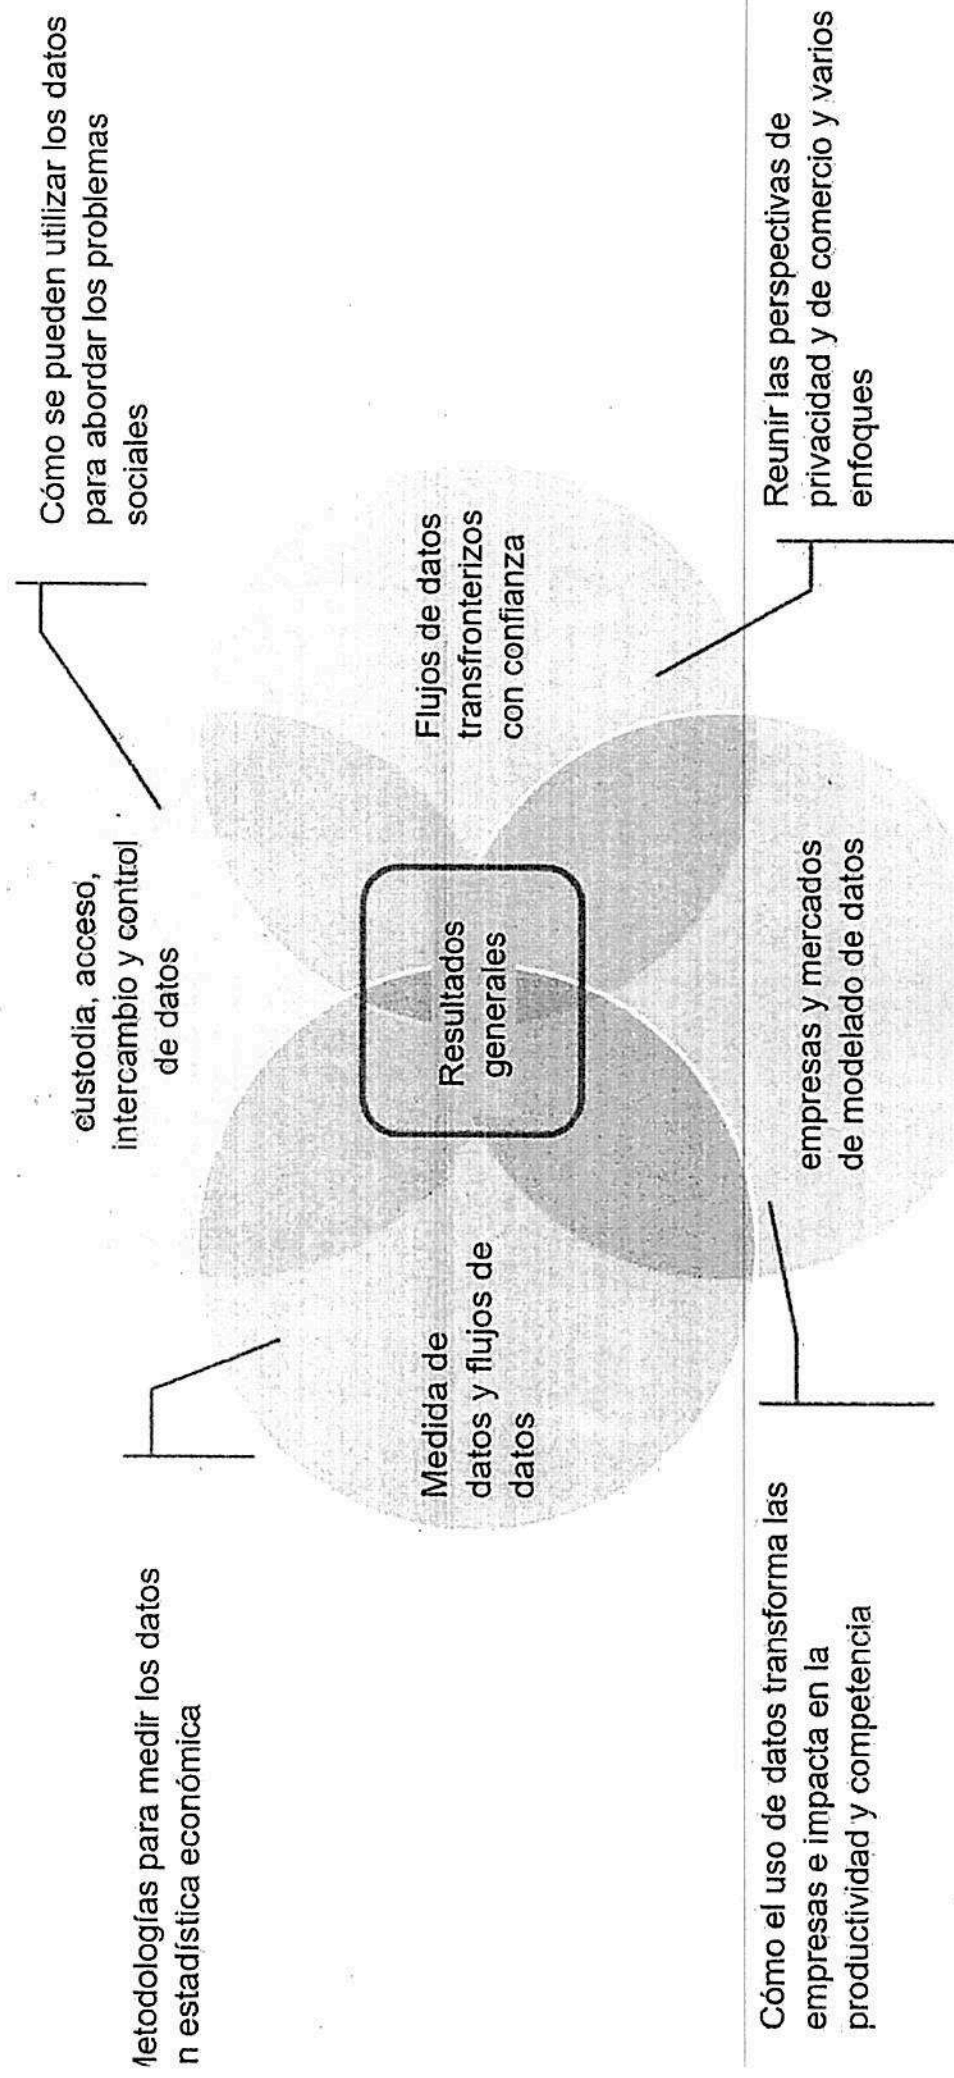 Metodologías para medir los datos
n estadística económica
custodia, acceso,
intercambio y control
de datos
Cómo se pueden utilizar los datos
para abordar los problemas
sociales
Medida de
datos y flujos de
datos
Resultados
generales
Flujos de datos
transfronterizos
con confianza
Cómo el uso de datos transforma las
empresas e impacta en la
productividad y competencia
empresas y mercados
de modelado de datos
Reunir las perspectivas de
privacidad y de comercio y varios
enfoques